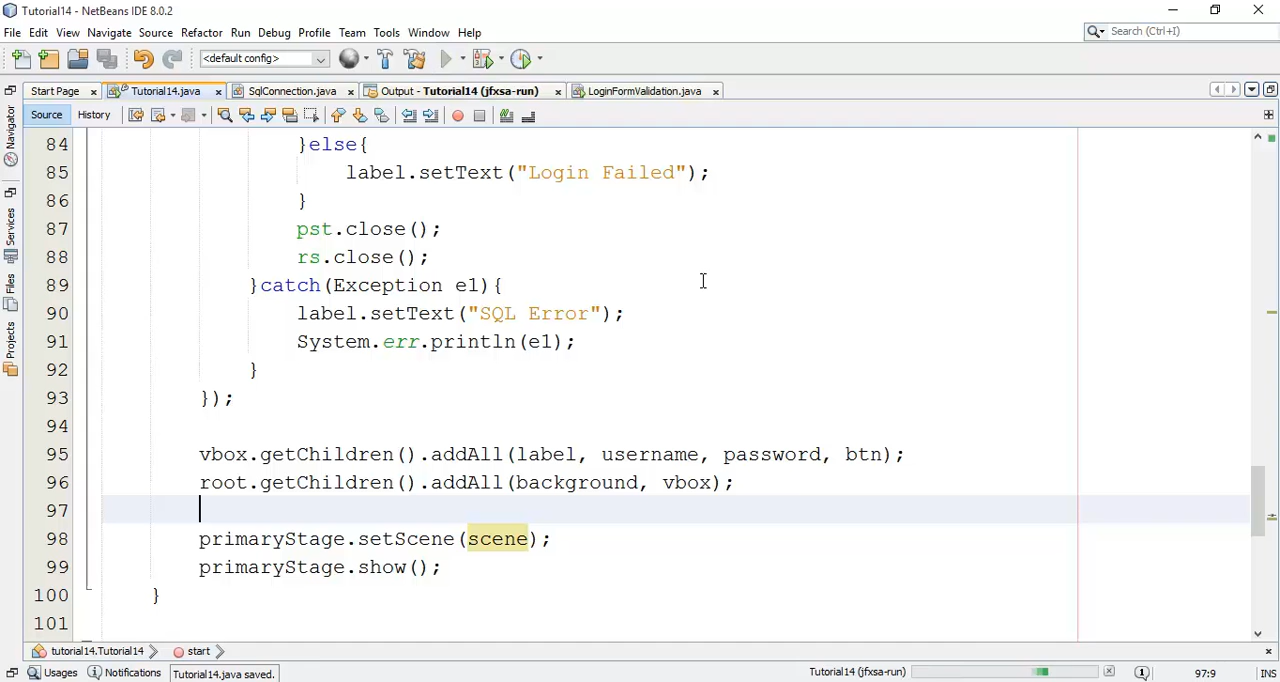 Tutorial14 - NetBeans IDE 8.0.2
File Edit View Navigate Source Refactor Run Debug Profile Team Tools Window Help
<default config> Search (Ctrl+I)
Start Page Tutorial14.java SqlConnection.java Output - Tutorial14 (jfxsa-run) LoginFormValidation.java
Source History
Navigator
Services
Files
Projects
84 }else{
85 label.setText("Login Failed");
86 }
87 pst.close();
88 rs.close();
89 }catch(Exception e1){
90 label.setText("SQL Error");
91 System.err.println(e1);
92 }
93 });
94
95 vbox.getChildren().addAll(label, username, password, btn);
96 root.getChildren().addAll(background, vbox);
97
98 primaryStage.setScene(scene);
99 primaryStage.show();
100 }
101
tutorial14.Tutorial14 start
Usages Notifications Tutorial14.java saved. Tutorial14 (jfxsa-run) 1 97:9 INS